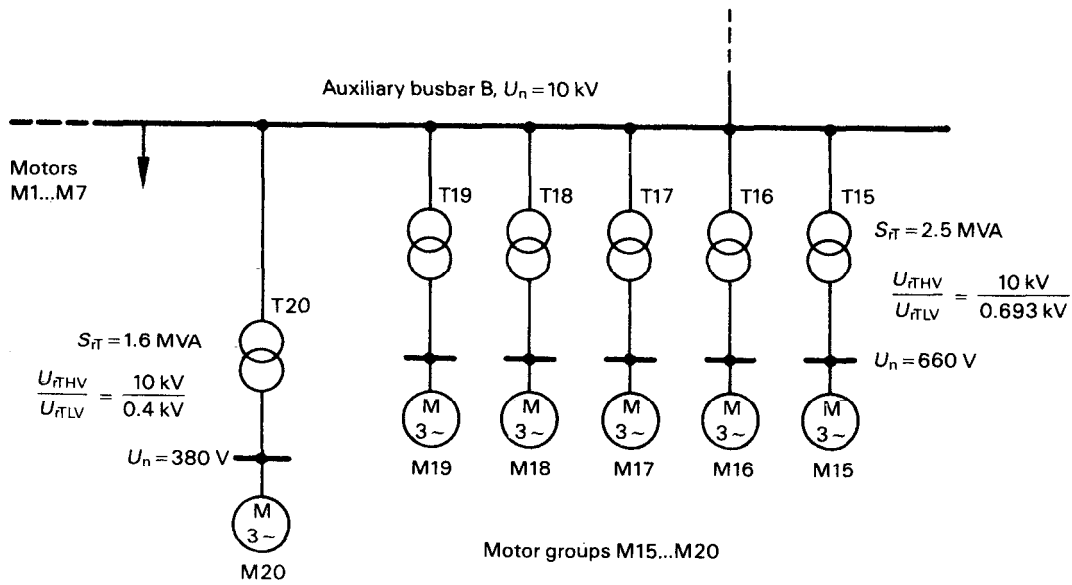 Auxiliary busbar B, Uₙ = 10 kV
Motors
M1...M7
T19
T18
T17
T16
T15
S_rT = 2.5 MVA
U_rTHV / U_rTLV = 10 kV / 0.693 kV
T20
S_rT = 1.6 MVA
U_rTHV / U_rTLV = 10 kV / 0.4 kV
Uₙ = 660 V
M
3~
M
3~
M
3~
M
3~
M
3~
M19
M18
M17
M16
M15
Uₙ = 380 V
M
3~
M20
Motor groups M15...M20